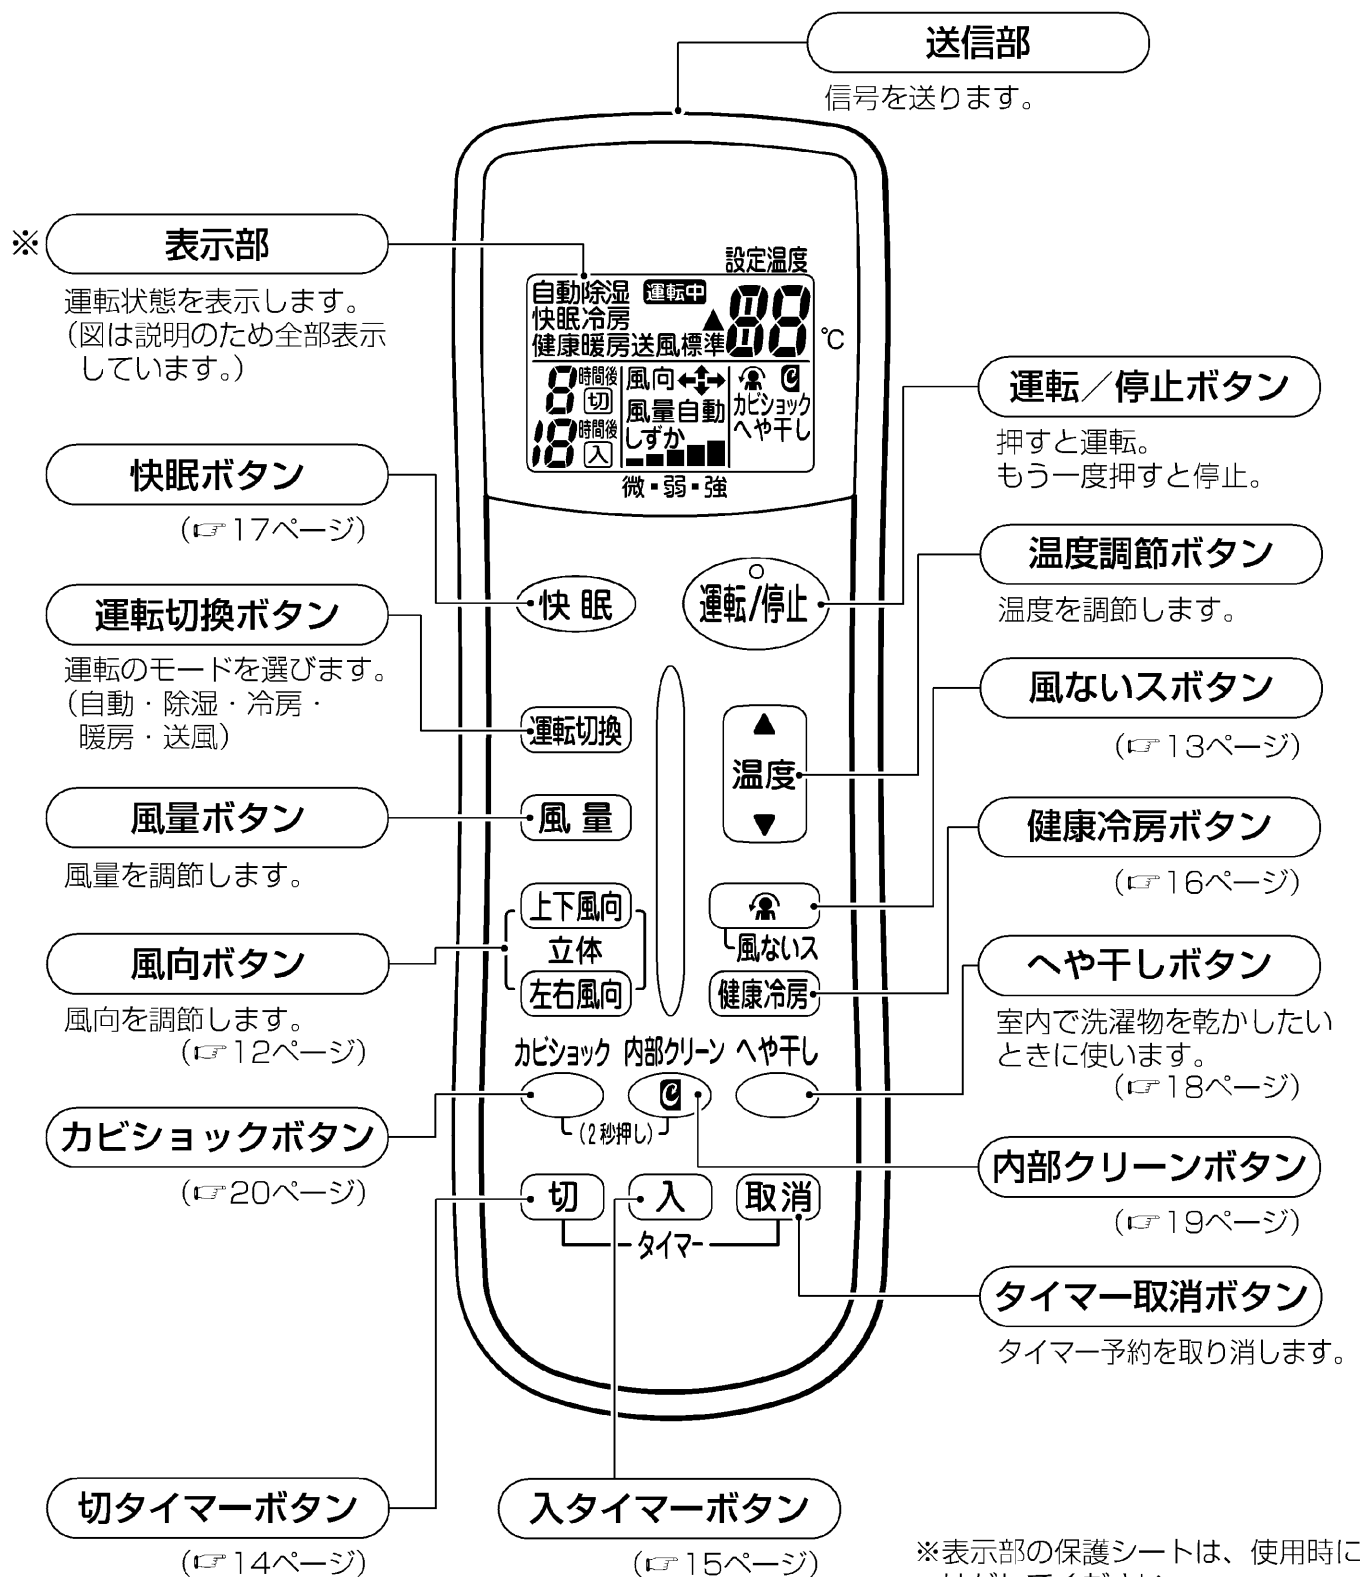 送信部
信号を送ります。
※
表示部
運転状態を表示します。
(図は説明のため全部表示
しています。)
快眠ボタン
(☞17ページ)
運転切換ボタン
運転のモードを選びます。
(自動・除湿・冷房・
暖房・送風)
風量ボタン
風量を調節します。
風向ボタン
風向を調節します。
(☞12ページ)
カビショックボタン
(☞20ページ)
設定温度
自動除湿 運転中
快眠冷房 ▲88℃
健康暖房送風標準
8時間後 切
18時間後 入
風向
風量自動
しずか
カビショック
へや干し
微▪弱▪強
快眠
運転/停止
運転切換
▲
温度
▼
風量
上下風向
立体
左右風向
風ないス
健康冷房
カビショック 内部クリーン へや干し
(2秒押し)
切 入 取消
タイマー
運転/停止ボタン
押すと運転。
もう一度押すと停止。
温度調節ボタン
温度を調節します。
風ないスボタン
(☞13ページ)
健康冷房ボタン
(☞16ページ)
へや干しボタン
室内で洗濯物を乾かしたい
ときに使います。
(☞18ページ)
内部クリーンボタン
(☞19ページ)
タイマー取消ボタン
タイマー予約を取り消します。
切タイマーボタン
(☞14ページ)
入タイマーボタン
(☞15ページ)
※表示部の保護シートは、使用時に